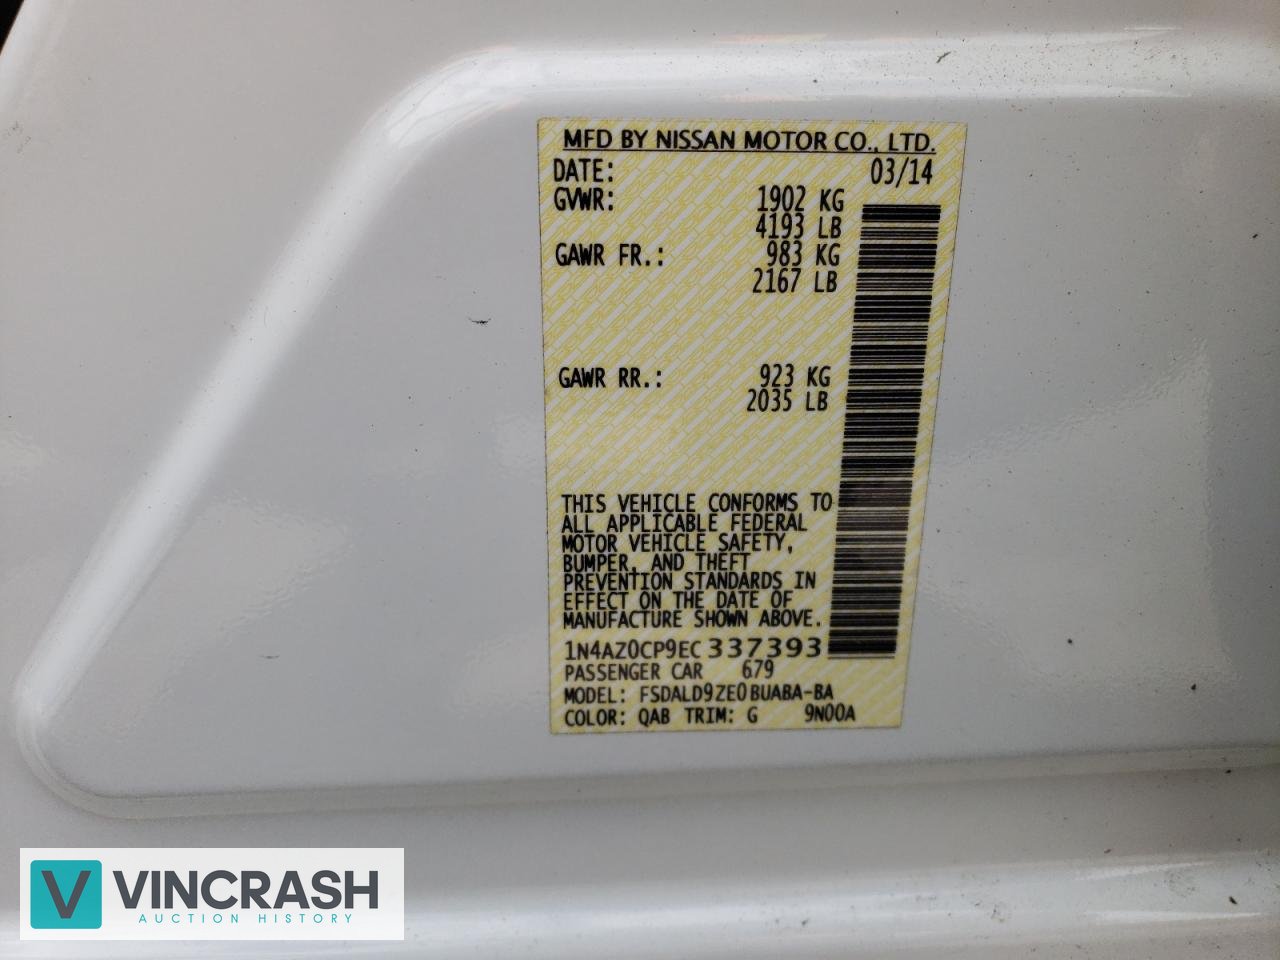 MFD BY NISSAN MOTOR CO., LTD.
DATE: 03/14
GVWR: 1902 KG
4193 LB
GAWR FR.: 983 KG
2167 LB
GAWR RR.: 923 KG
2035 LB
THIS VEHICLE CONFORMS TO
ALL APPLICABLE FEDERAL
MOTOR VEHICLE SAFETY,
BUMPER, AND THEFT
PREVENTION STANDARDS IN
EFFECT ON THE DATE OF
MANUFACTURE SHOWN ABOVE.
1N4AZ0CP9EC337393
PASSENGER CAR 679
MODEL: FSDALD9ZE0BUABA-BA
COLOR: QAB TRIM: G 9N00A
V VINCRASH
AUCTION HISTORY